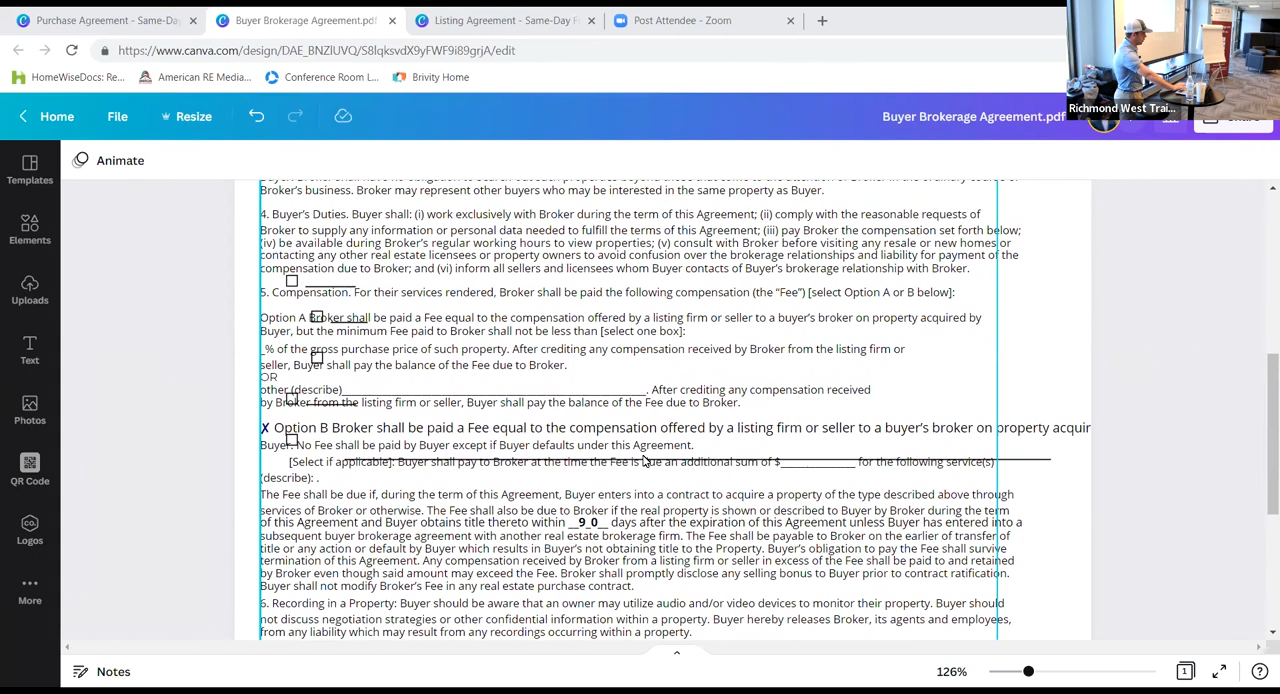 Purchase Agreement - Same-Day
Buyer Brokerage Agreement.pdf
Listing Agreement - Same-Day F
Post Attendee - Zoom
https://www.canva.com/design/DAE_BNZlUVQ/S8lqksvdX9yFWF9i89grjA/edit
HomeWiseDocs: Re...
American RE Media...
Conference Room L...
Brivity Home
Richmond West Trai...
Home
File
Resize
Buyer Brokerage Agreement.pdf
Animate
Templates
Elements
Uploads
Text
Photos
QR Code
Logos
More
Broker's business. Broker may represent other buyers who may be interested in the same property as Buyer.
4. Buyer's Duties. Buyer shall: (i) work exclusively with Broker during the term of this Agreement; (ii) comply with the reasonable requests of
Broker to supply any information or personal data needed to fulfill the terms of this Agreement; (iii) pay Broker the compensation set forth below;
(iv) be available during Broker's regular working hours to view properties; (v) consult with Broker before visiting any resale or new homes or
contacting any other real estate licensees or property owners to avoid confusion over the brokerage relationships and liability for payment of the
compensation due to Broker; and (vi) inform all sellers and licensees whom Buyer contacts of Buyer's brokerage relationship with Broker.
5. Compensation. For their services rendered, Broker shall be paid the following compensation (the "Fee") [select Option A or B below]:
Option A Broker shall be paid a Fee equal to the compensation offered by a listing firm or seller to a buyer's broker on property acquired by
Buyer, but the minimum Fee paid to Broker shall not be less than [select one box]:
_% of the gross purchase price of such property. After crediting any compensation received by Broker from the listing firm or
seller, Buyer shall pay the balance of the Fee due to Broker.
OR
other (describe)______________. After crediting any compensation received
by Broker from the listing firm or seller, Buyer shall pay the balance of the Fee due to Broker.
✗ Option B Broker shall be paid a Fee equal to the compensation offered by a listing firm or seller to a buyer's broker on property acquir
Buyer. No Fee shall be paid by Buyer except if Buyer defaults under this Agreement.
[Select if applicable]: Buyer shall pay to Broker at the time the Fee is due an additional sum of $____________ for the following service(s)
(describe): .
The Fee shall be due if, during the term of this Agreement, Buyer enters into a contract to acquire a property of the type described above through
services of Broker or otherwise. The Fee shall also be due to Broker if the real property is shown or described to Buyer by Broker during the term
of this Agreement and Buyer obtains title thereto within __9_0__ days after the expiration of this Agreement unless Buyer has entered into a
subsequent buyer brokerage agreement with another real estate brokerage firm. The Fee shall be payable to Broker on the earlier of transfer of
title or any action or default by Buyer which results in Buyer's not obtaining title to the Property. Buyer's obligation to pay the Fee shall survive
termination of this Agreement. Any compensation received by Broker from a listing firm or seller in excess of the Fee shall be paid to and retained
by Broker even though said amount may exceed the Fee. Broker shall promptly disclose any selling bonus to Buyer prior to contract ratification.
Buyer shall not modify Broker's Fee in any real estate purchase contract.
6. Recording in a Property: Buyer should be aware that an owner may utilize audio and/or video devices to monitor their property. Buyer should
not discuss negotiation strategies or other confidential information within a property. Buyer hereby releases Broker, its agents and employees,
from any liability which may result from any recordings occurring within a property.
Notes
126%
1